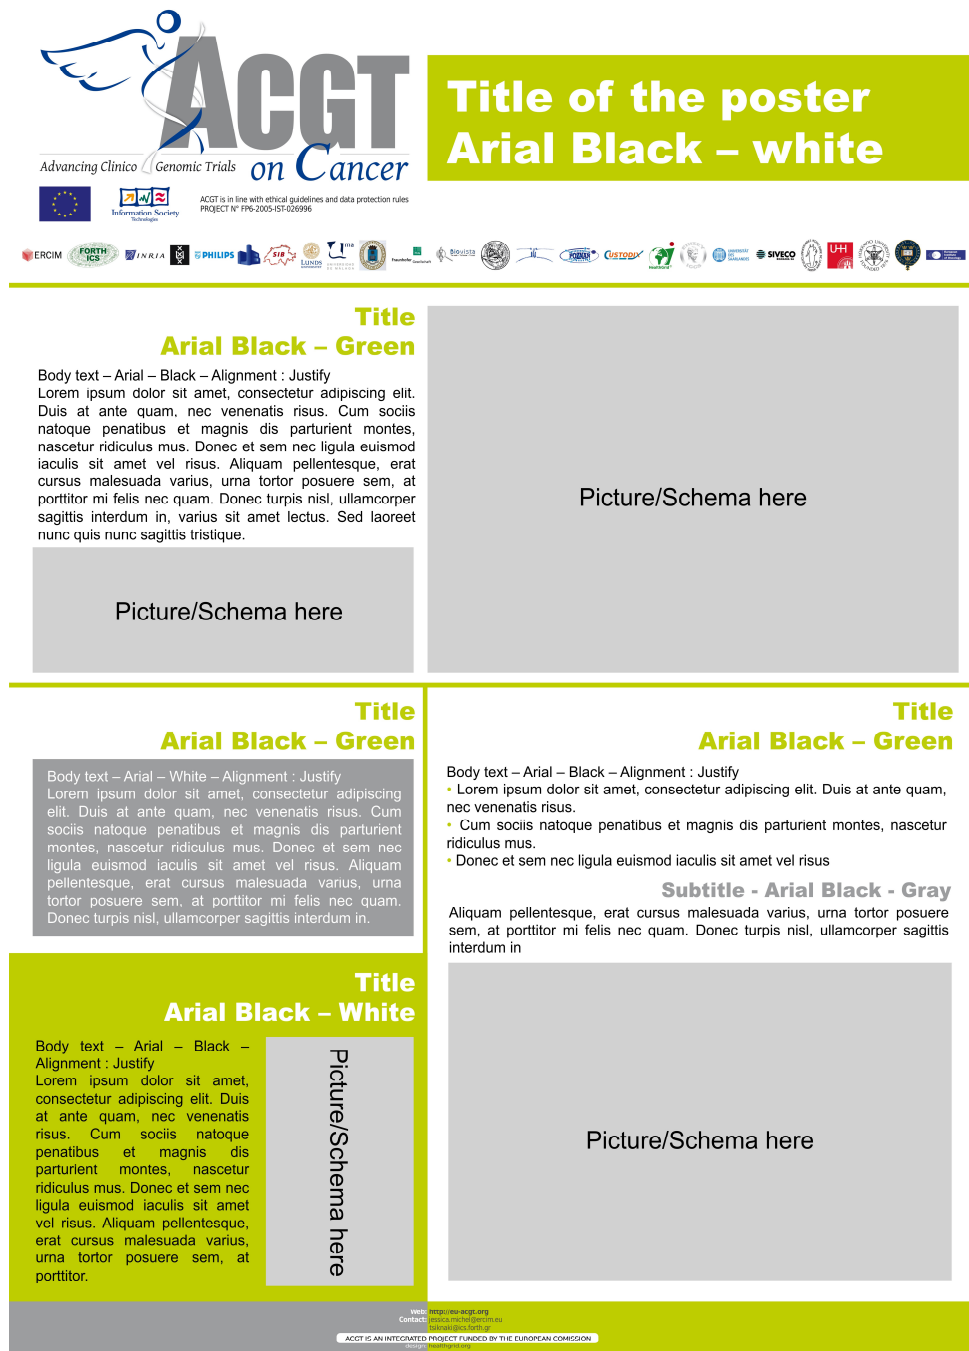 ACGT
Advancing Clinico Genomic Trials
on Cancer
Information Society
Technologies
ACGT is in line with ethical guidelines and data protection rules
PROJECT N° FP6-2005-IST-026996
Title of the poster
Arial Black – white
ERCIM
FORTH
ICS
INRIA
PHILIPS
SIB
LUNDS
uma
UNIVERSIDAD
DE MALAGA
Fraunhofer
Biovista
POZNAN
CUSTODIX
HealthGrid
UNIVERSITÄT
DES
SAARLANDES
SIVECO
UHH
Title
Arial Black – Green
Body text – Arial – Black – Alignment : Justify
Lorem ipsum dolor sit amet, consectetur adipiscing elit.
Duis at ante quam, nec venenatis risus. Cum sociis
natoque penatibus et magnis dis parturient montes,
nascetur ridiculus mus. Donec et sem nec ligula euismod
iaculis sit amet vel risus. Aliquam pellentesque, erat
cursus malesuada varius, urna tortor posuere sem, at
porttitor mi felis nec quam. Donec turpis nisl, ullamcorper
sagittis interdum in, varius sit amet lectus. Sed laoreet
nunc quis nunc sagittis tristique.
Picture/Schema here
Picture/Schema here
Title
Arial Black – Green
Body text – Arial – White – Alignment : Justify
Lorem ipsum dolor sit amet, consectetur adipiscing
elit. Duis at ante quam, nec venenatis risus. Cum
sociis natoque penatibus et magnis dis parturient
montes, nascetur ridiculus mus. Donec et sem nec
ligula euismod iaculis sit amet vel risus. Aliquam
pellentesque, erat cursus malesuada varius, urna
tortor posuere sem, at porttitor mi felis nec quam.
Donec turpis nisl, ullamcorper sagittis interdum in.
Title
Arial Black – White
Body text – Arial – Black –
Alignment : Justify
Lorem ipsum dolor sit amet,
consectetur adipiscing elit. Duis
at ante quam, nec venenatis
risus. Cum sociis natoque
penatibus et magnis dis
parturient montes, nascetur
ridiculus mus. Donec et sem nec
ligula euismod iaculis sit amet
vel risus. Aliquam pellentesque,
erat cursus malesuada varius,
urna tortor posuere sem, at
porttitor.
Picture/Schema here
Title
Arial Black – Green
Body text – Arial – Black – Alignment : Justify
• Lorem ipsum dolor sit amet, consectetur adipiscing elit. Duis at ante quam,
nec venenatis risus.
• Cum sociis natoque penatibus et magnis dis parturient montes, nascetur
ridiculus mus.
• Donec et sem nec ligula euismod iaculis sit amet vel risus
Subtitle - Arial Black - Gray
Aliquam pellentesque, erat cursus malesuada varius, urna tortor posuere
sem, at porttitor mi felis nec quam. Donec turpis nisl, ullamcorper sagittis
interdum in
Picture/Schema here
Web: http://eu-acgt.org
Contact: jessica.michel@ercim.eu
tsiknaki@ics.forth.gr
ACGT IS AN INTEGRATED PROJECT FUNDED BY THE EUROPEAN COMISSION
design: healthgrid.org